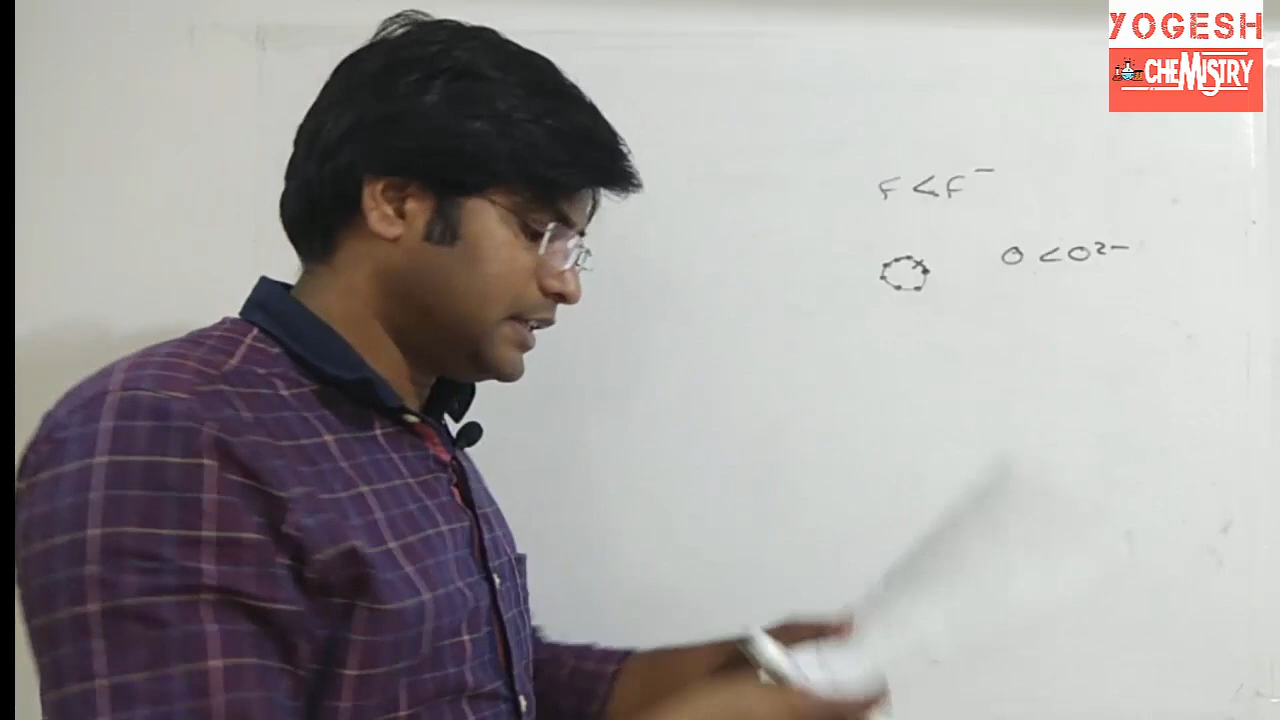 YOGESH
CHEMISTRY
F < F⁻
O < O²⁻